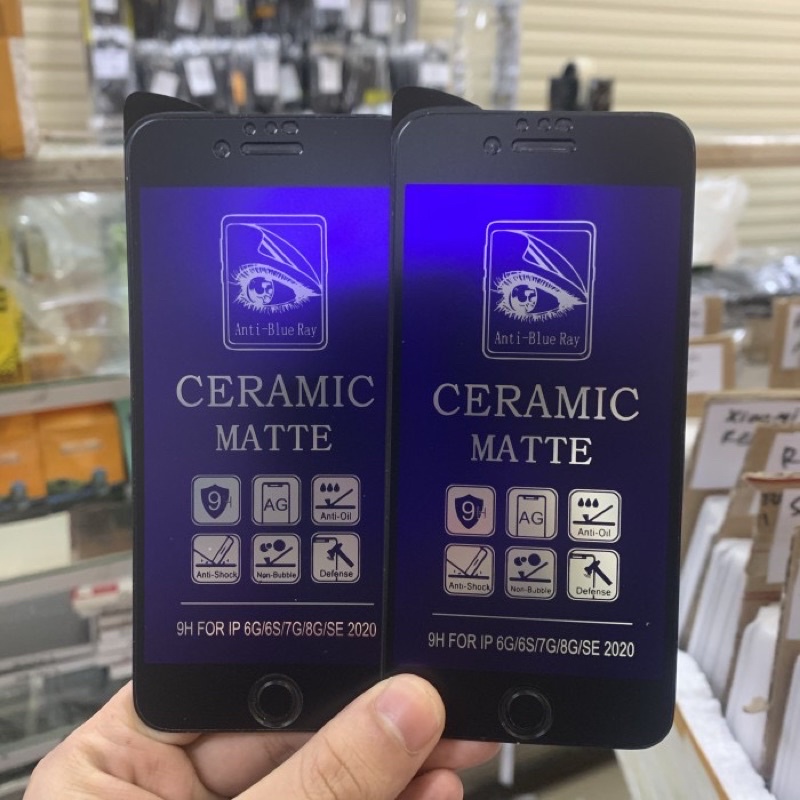 Anti-Blue Ray
CERAMIC
MATTE
9H
AG
Anti-Oil
Anti-Shock
Non-Bubble
Defense
9H FOR IP 6G/6S/7G/8G/SE 2020
Anti-Blue Ray
CERAMIC
MATTE
9H
AG
Anti-Oil
Anti-Shock
Non-Bubble
Defense
9H FOR IP 6G/6S/7G/8G/SE 2020
Xiaomi